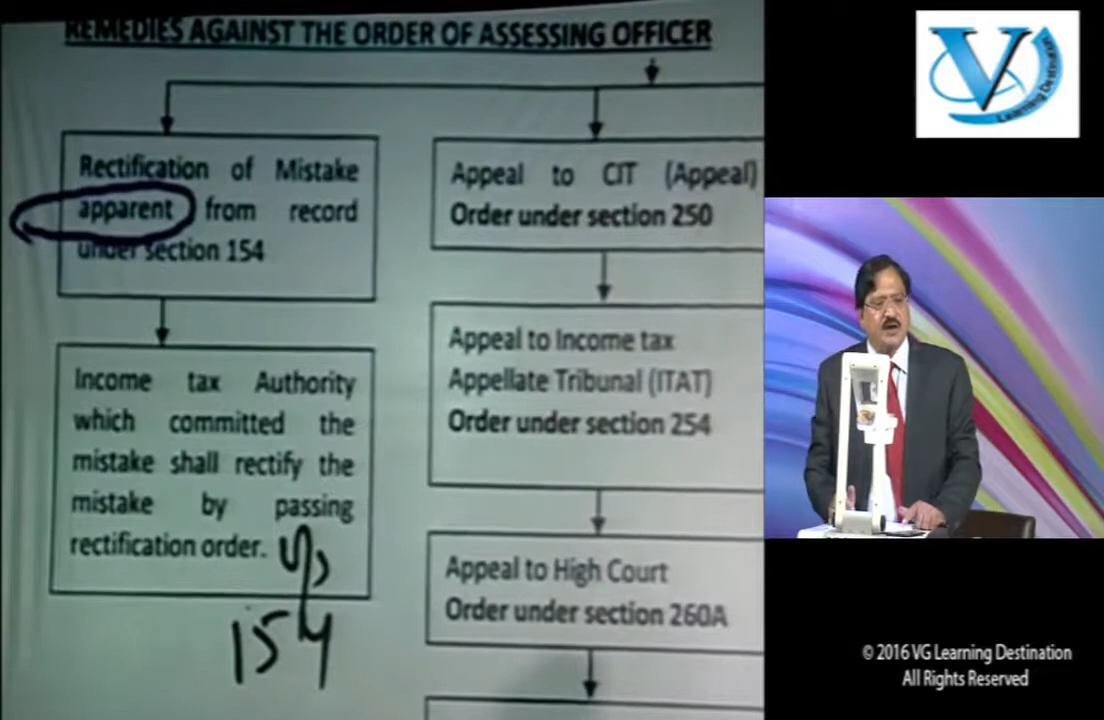 REMEDIES AGAINST THE ORDER OF ASSESSING OFFICER
Rectification of Mistake
apparent from record
under section 154
Income tax Authority
which committed the
mistake shall rectify the
mistake by passing
rectification order.
u/s
154
Appeal to CIT (Appeal)
Order under section 250
Appeal to Income tax
Appellate Tribunal (ITAT)
Order under section 254
Appeal to High Court
Order under section 260A
V
Learning Destination
© 2016 VG Learning Destination
All Rights Reserved